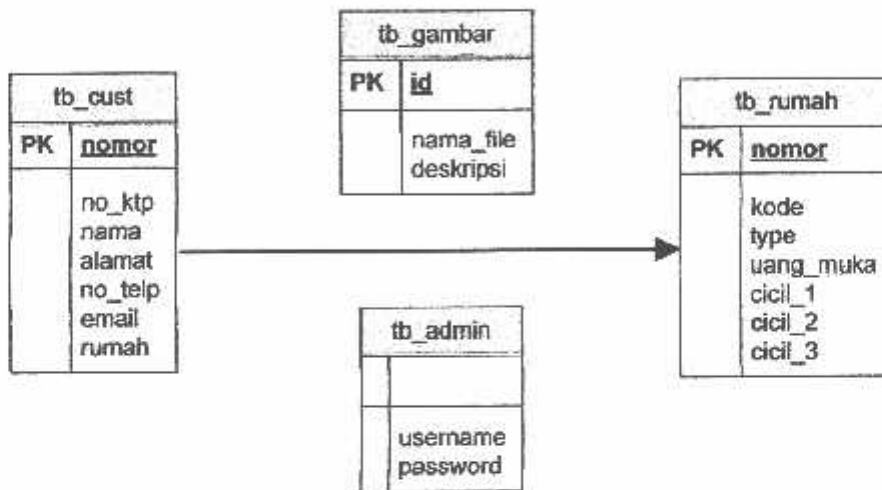 tb_gambar
PK id
nama_file
deskripsi
tb_cust
PK nomor
no_ktp
nama
alamat
no_telp
email
rumah
tb_rumah
PK nomor
kode
type
uang_muka
cicil_1
cicil_2
cicil_3
tb_admin
username
password